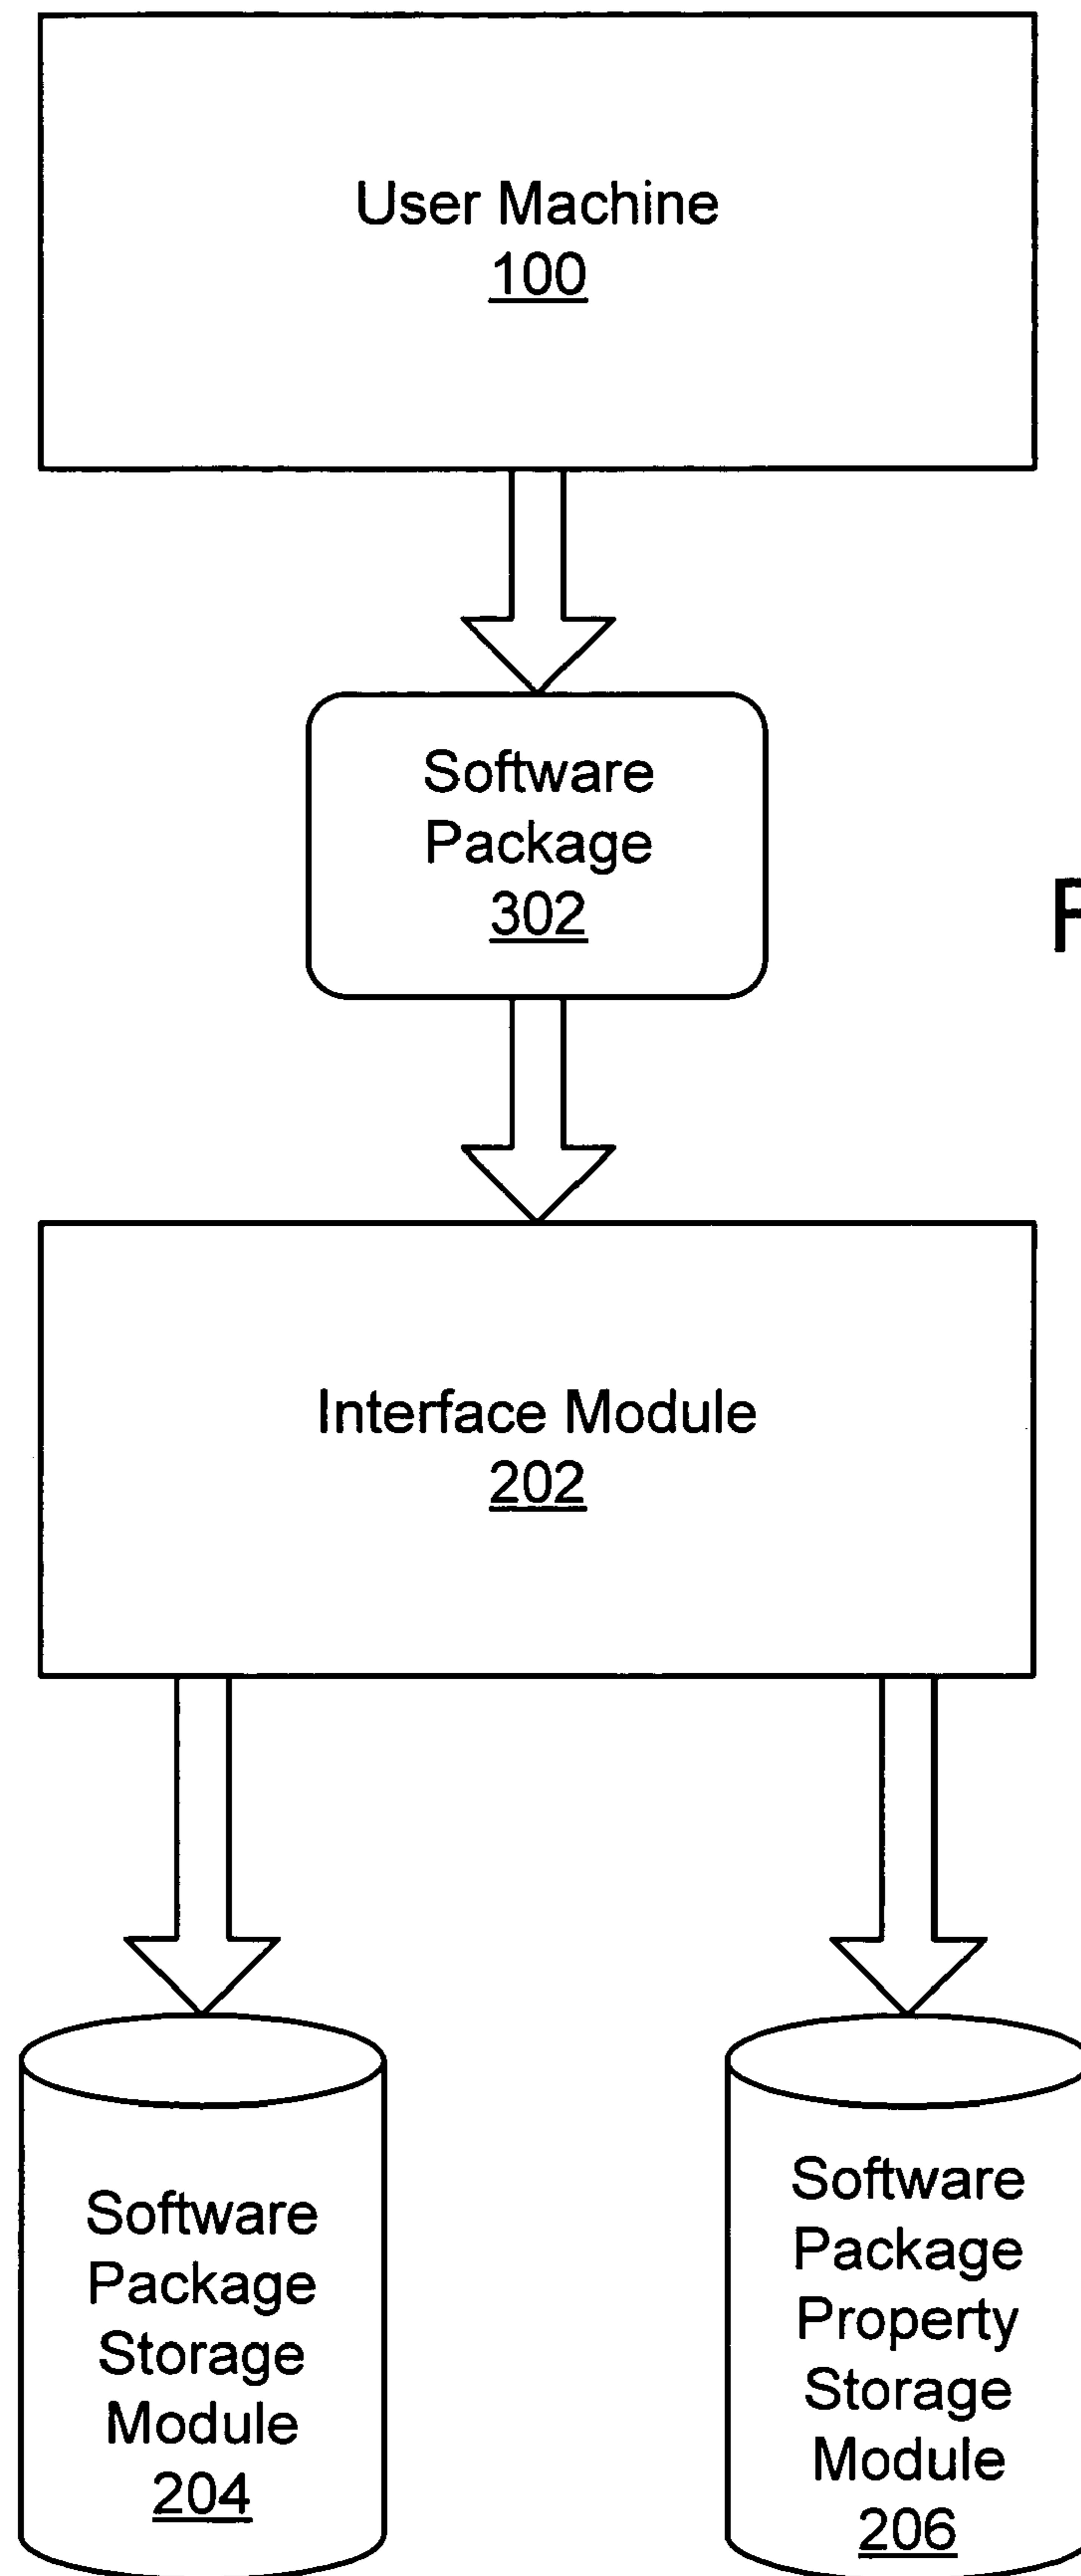 User Machine
100
Software
Package
302
Interface Module
202
Software
Package
Storage
Module
204
Software
Package
Property
Storage
Module
206